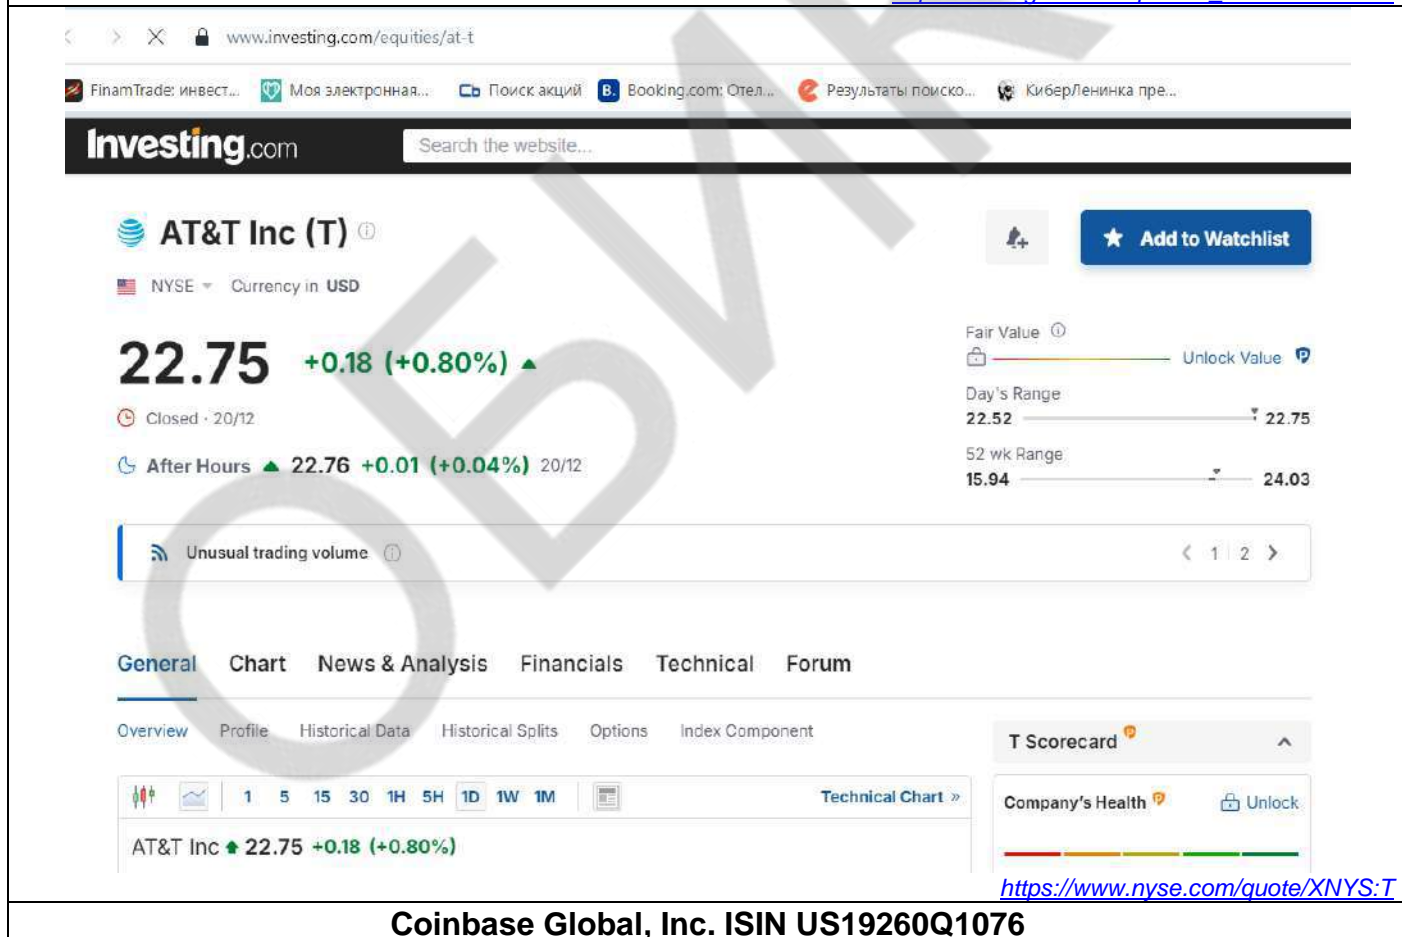 www.investing.com/equities/at-t
FinamTrade: инвест... Моя электронная... Поиск акций Booking.com: Отел... Результаты поиско... КиберЛенинка пре...
Investing.com Search the website...
AT&T Inc (T)
Add to Watchlist
NYSE Currency in USD
Fair Value
22.75 +0.18 (+0.80%)
Unlock Value
Day's Range
Closed · 20/12
22.52 22.75
52 wk Range
After Hours 22.76 +0.01 (+0.04%) 20/12
15.94 24.03
Unusual trading volume
1 2
General Chart News & Analysis Financials Technical Forum
Overview Profile Historical Data Historical Splits Options Index Component
T Scorecard
1 5 15 30 1H 5H 1D 1W 1M Technical Chart »
Company's Health Unlock
AT&T Inc 22.75 +0.18 (+0.80%)
https://www.nyse.com/quote/XNYS:T
Coinbase Global, Inc. ISIN US19260Q1076